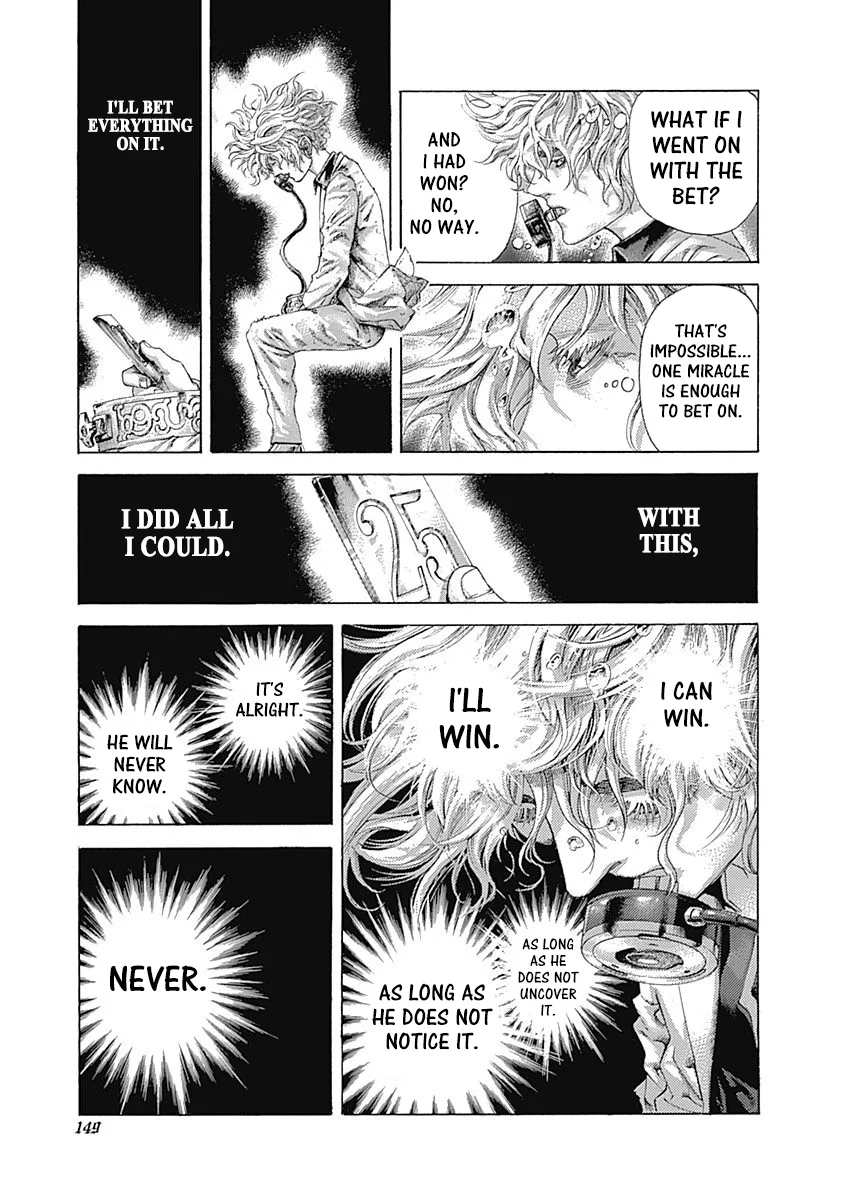 WHAT IF I
WENT ON
WITH THE
BET?
AND
I HAD
WON?
NO,
NO WAY.
THAT'S
IMPOSSIBLE...
ONE MIRACLE
IS ENOUGH
TO BET ON.
I'LL BET
EVERYTHING
ON IT.
WITH
THIS,
25
I DID ALL
I COULD.
I CAN
WIN.
I'LL
WIN.
AS LONG
AS HE
DOES NOT
UNCOVER
IT.
AS LONG AS
HE DOES NOT
NOTICE IT.
IT'S
ALRIGHT.
HE WILL
NEVER
KNOW.
NEVER.
149